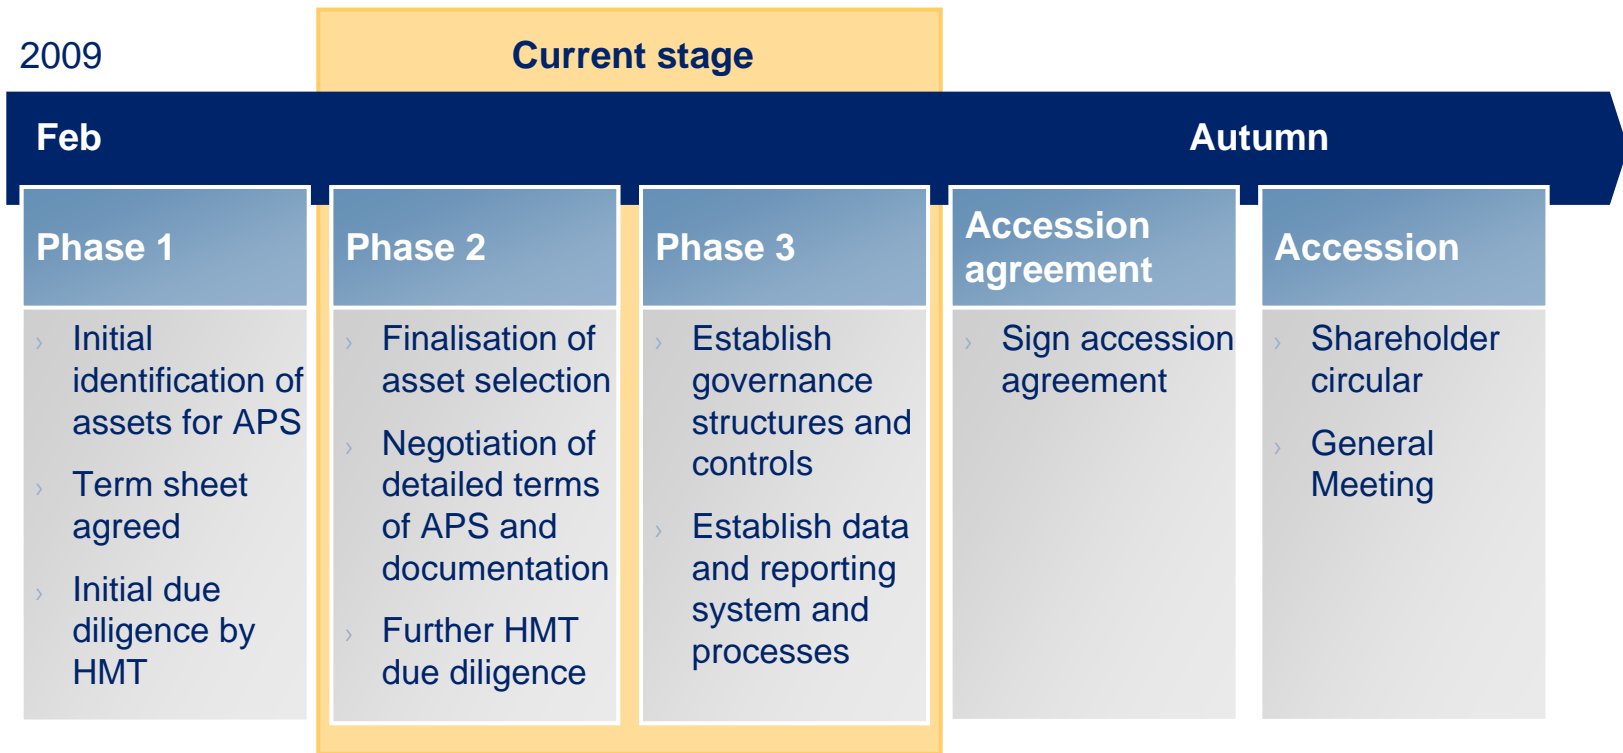 2009
Current stage
Feb
Autumn
Phase 1
› Initial
identification of
assets for APS
› Term sheet
agreed
› Initial due
diligence by
HMT
Phase 2
› Finalisation of
asset selection
› Negotiation of
detailed terms
of APS and
documentation
› Further HMT
due diligence
Phase 3
› Establish
governance
structures and
controls
› Establish data
and reporting
system and
processes
Accession
agreement
› Sign accession
agreement
Accession
› Shareholder
circular
› General
Meeting